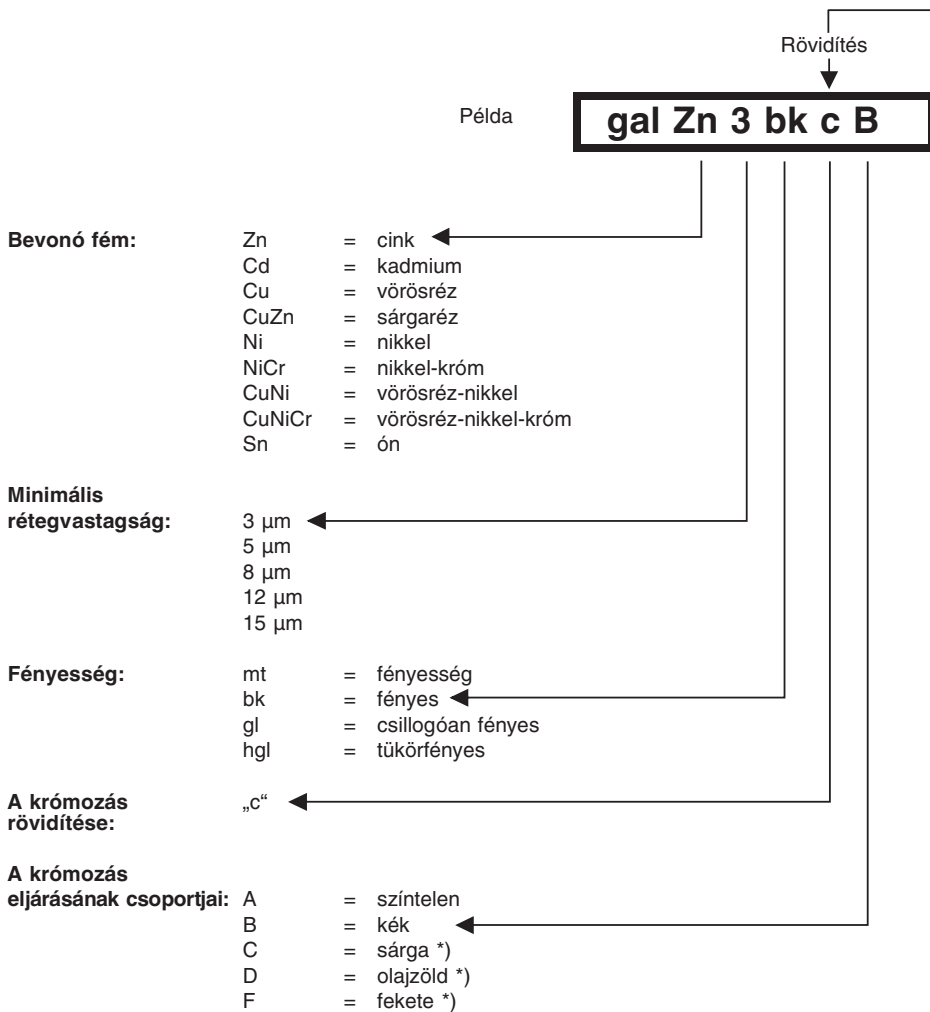 Rövidítés
Példa
gal Zn 3 bk c B
Bevonó fém: Zn = cink
Cd = kadmium
Cu = vörösréz
CuZn = sárgaréz
Ni = nikkel
NiCr = nikkel-króm
CuNi = vörösréz-nikkel
CuNiCr = vörösréz-nikkel-króm
Sn = ón
Minimális
rétegvastagság: 3 µm
5 µm
8 µm
12 µm
15 µm
Fényesség: mt = fényesség
bk = fényes
gl = csillogóan fényes
hgl = tükörfényes
A krómozás „c“
rövidítése:
A krómozás
eljárásának csoportjai: A = színtelen
B = kék
C = sárga *)
D = olajzöld *)
F = fekete *)